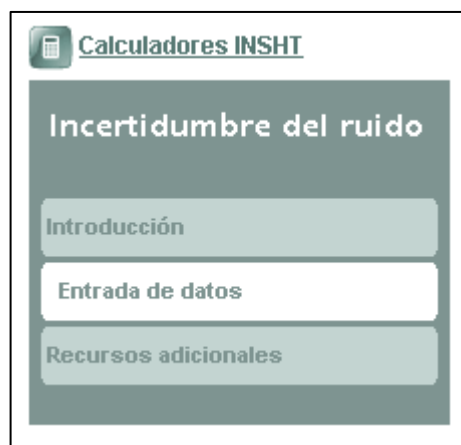 Calculadores INSHT
Incertidumbre del ruido
Introducción
Entrada de datos
Recursos adicionales